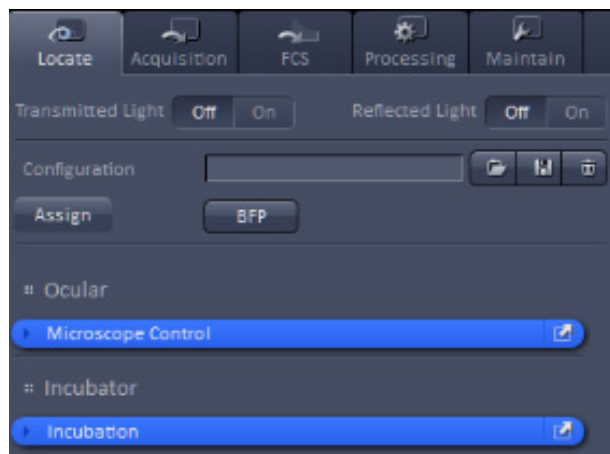 Locate Acquisition FCS Processing Maintain
Transmitted Light Off On Reflected Light Off On
Configuration
Assign BFP
Ocular
Microscope Control
Incubator
Incubation